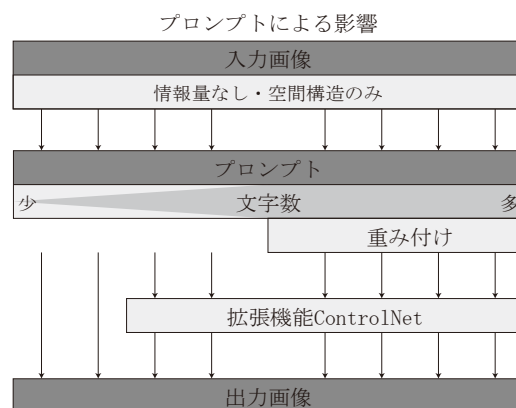 プロンプトによる影響
入力画像
情報量なし・空間構造のみ
プロンプト
少 文字数 多
重み付け
拡張機能ControlNet
出力画像